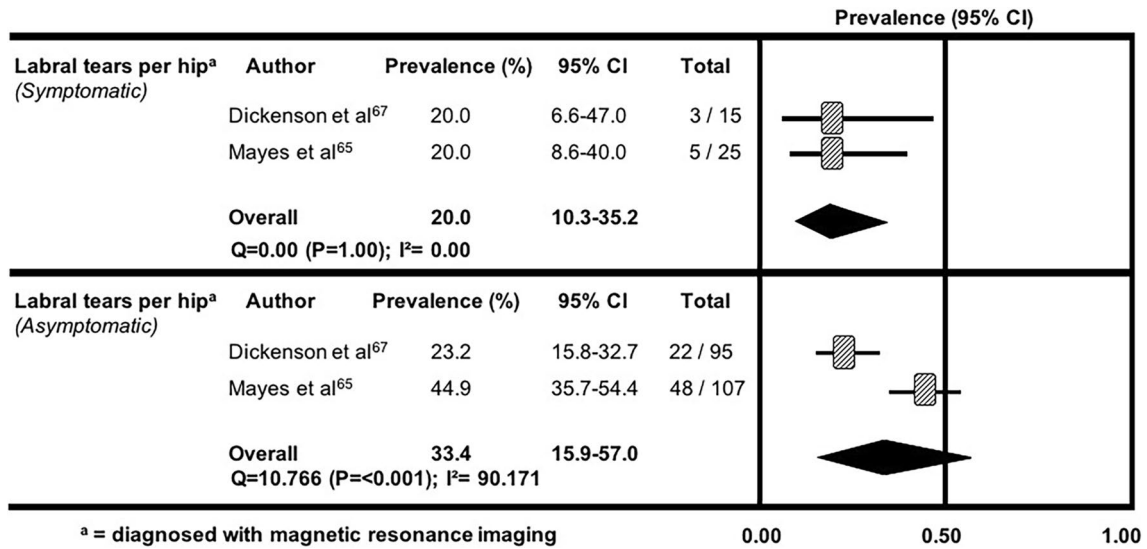 Prevalence (95% CI)
Labral tears per hipᵃ Author Prevalence (%) 95% CI Total
(Symptomatic)
Dickenson et al⁶⁷ 20.0 6.6-47.0 3 / 15
Mayes et al⁶⁵ 20.0 8.6-40.0 5 / 25
Overall 20.0 10.3-35.2
Q=0.00 (P=1.00); I²= 0.00
Labral tears per hipᵃ Author Prevalence (%) 95% CI Total
(Asymptomatic)
Dickenson et al⁶⁷ 23.2 15.8-32.7 22 / 95
Mayes et al⁶⁵ 44.9 35.7-54.4 48 / 107
Overall 33.4 15.9-57.0
Q=10.766 (P=<0.001); I²= 90.171
ᵃ = diagnosed with magnetic resonance imaging 0.00 0.50 1.00